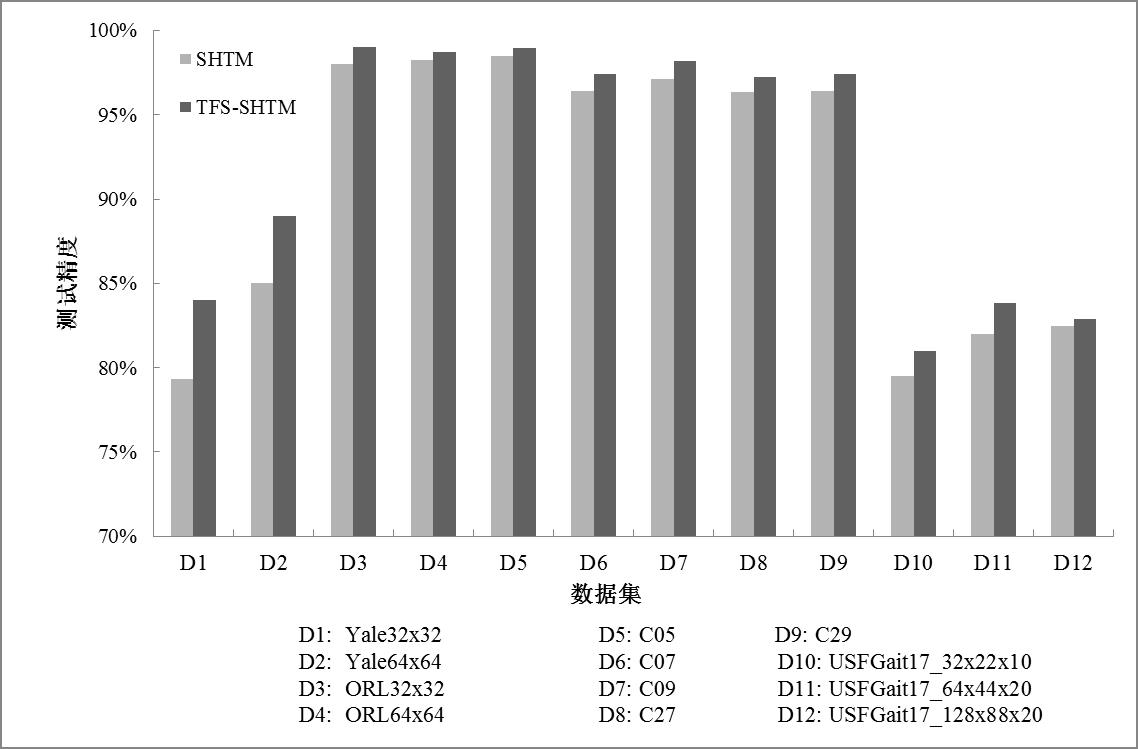 100%
SHTM
TFS-SHTM
95%
90%
85%
80%
75%
70%
测试精度
D1 D2 D3 D4 D5 D6 D7 D8 D9 D10 D11 D12
数据集
D1: Yale32x32 D5: C05 D9: C29
D2: Yale64x64 D6: C07 D10: USFGait17_32x22x10
D3: ORL32x32 D7: C09 D11: USFGait17_64x44x20
D4: ORL64x64 D8: C27 D12: USFGait17_128x88x20